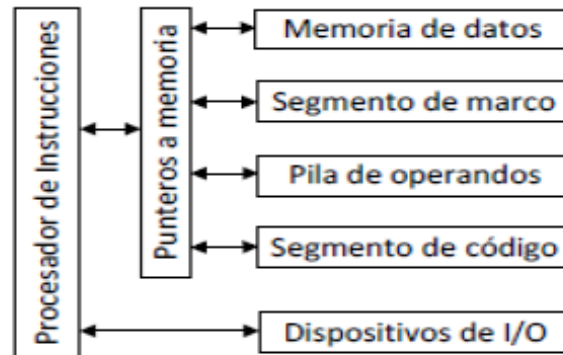 Procesador de Instrucciones
Punteros a memoria
Memoria de datos
Segmento de marco
Pila de operandos
Segmento de código
Dispositivos de I/O